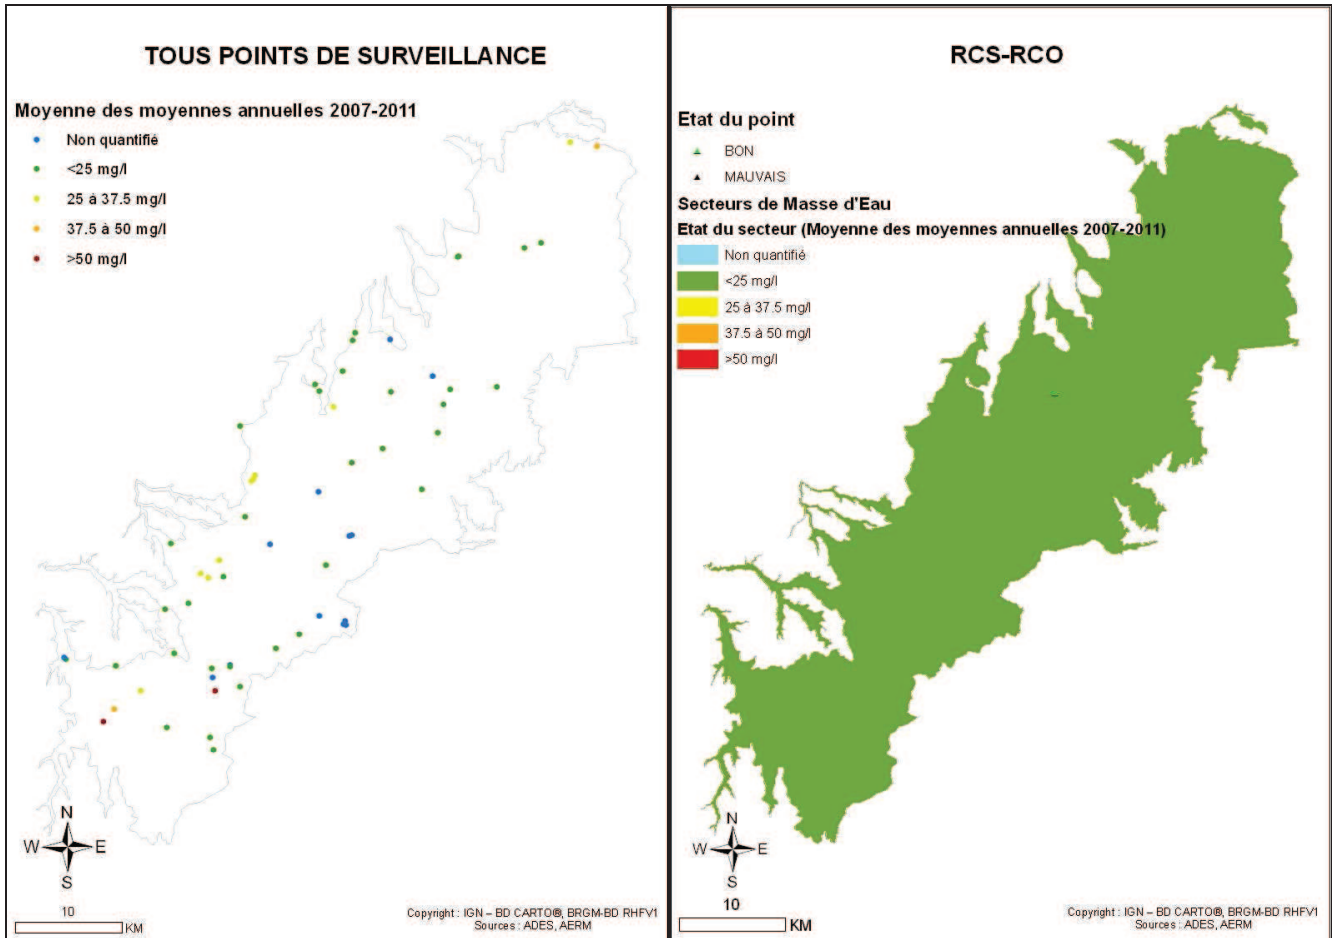 TOUS POINTS DE SURVEILLANCE
Moyenne des moyennes annuelles 2007-2011
Non quantifié
<25 mg/l
25 à 37.5 mg/l
37.5 à 50 mg/l
>50 mg/l
N
W
E
S
10
KM
Copyright : IGN – BD CARTO®, BRGM-BD RHFV1
Sources : ADES, AERM
RCS-RCO
Etat du point
BON
MAUVAIS
Secteurs de Masse d'Eau
Etat du secteur (Moyenne des moyennes annuelles 2007-2011)
Non quantifié
<25 mg/l
25 à 37.5 mg/l
37.5 à 50 mg/l
>50 mg/l
N
W
E
S
10
KM
Copyright : IGN – BD CARTO®, BRGM-BD RHFV1
Sources : ADES, AERM